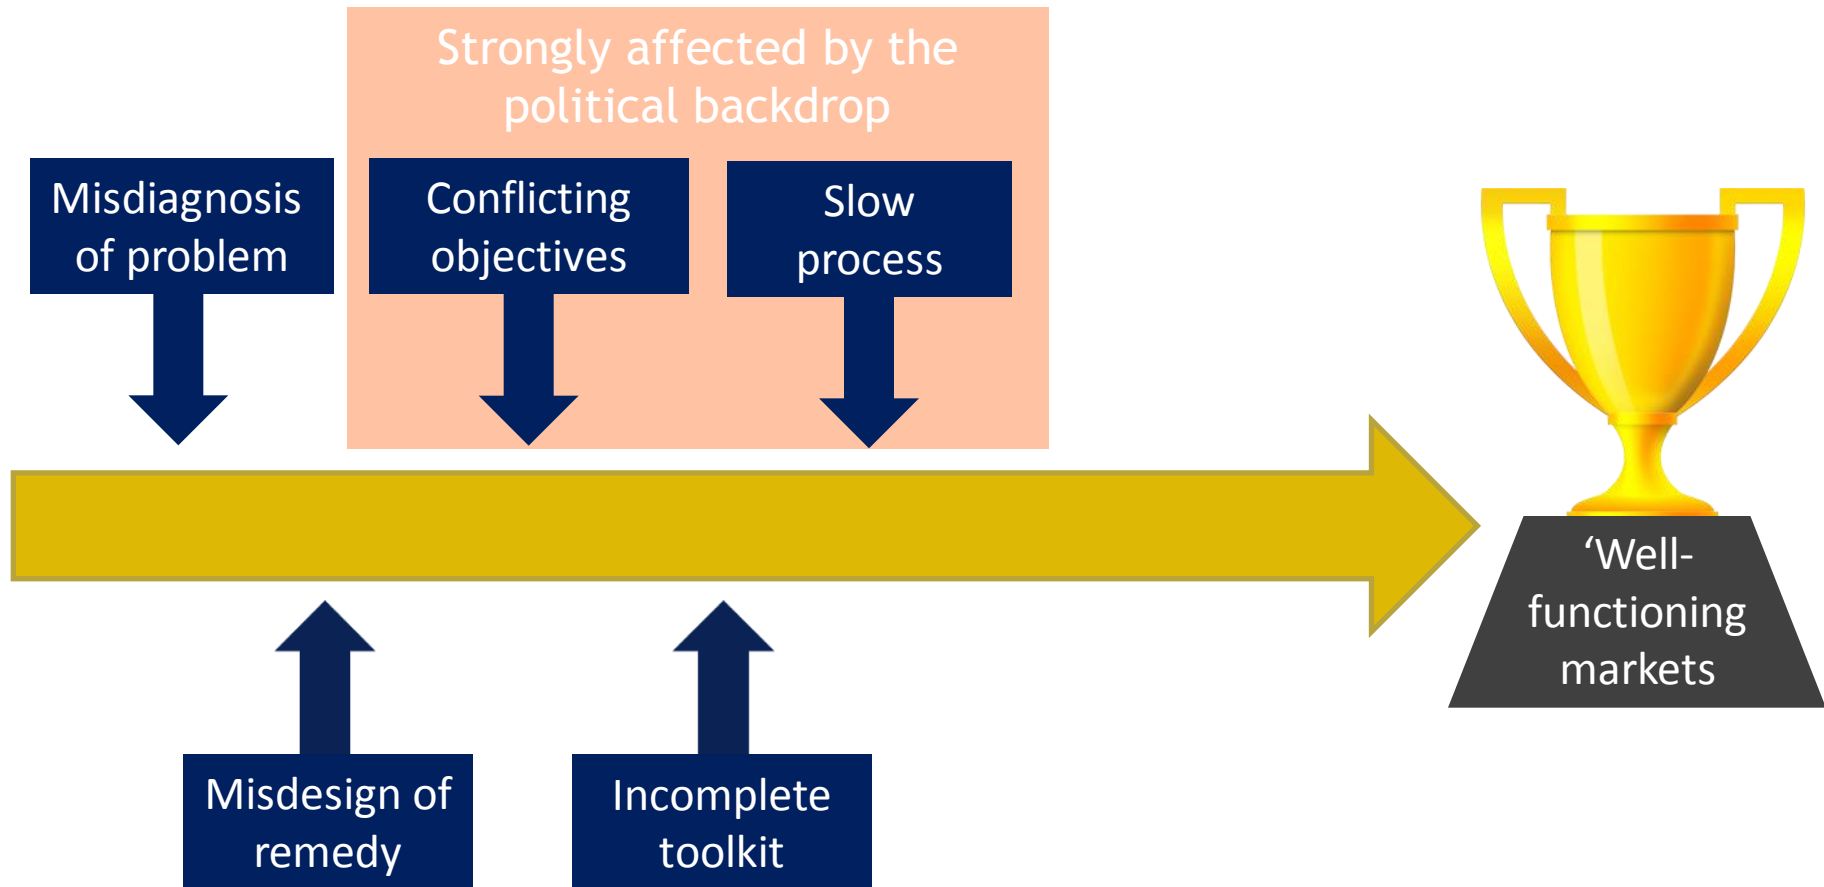 Strongly affected by the
political backdrop
Misdiagnosis
of problem
Conflicting
objectives
Slow
process
‘Well-
functioning
markets
Misdesign of
remedy
Incomplete
toolkit